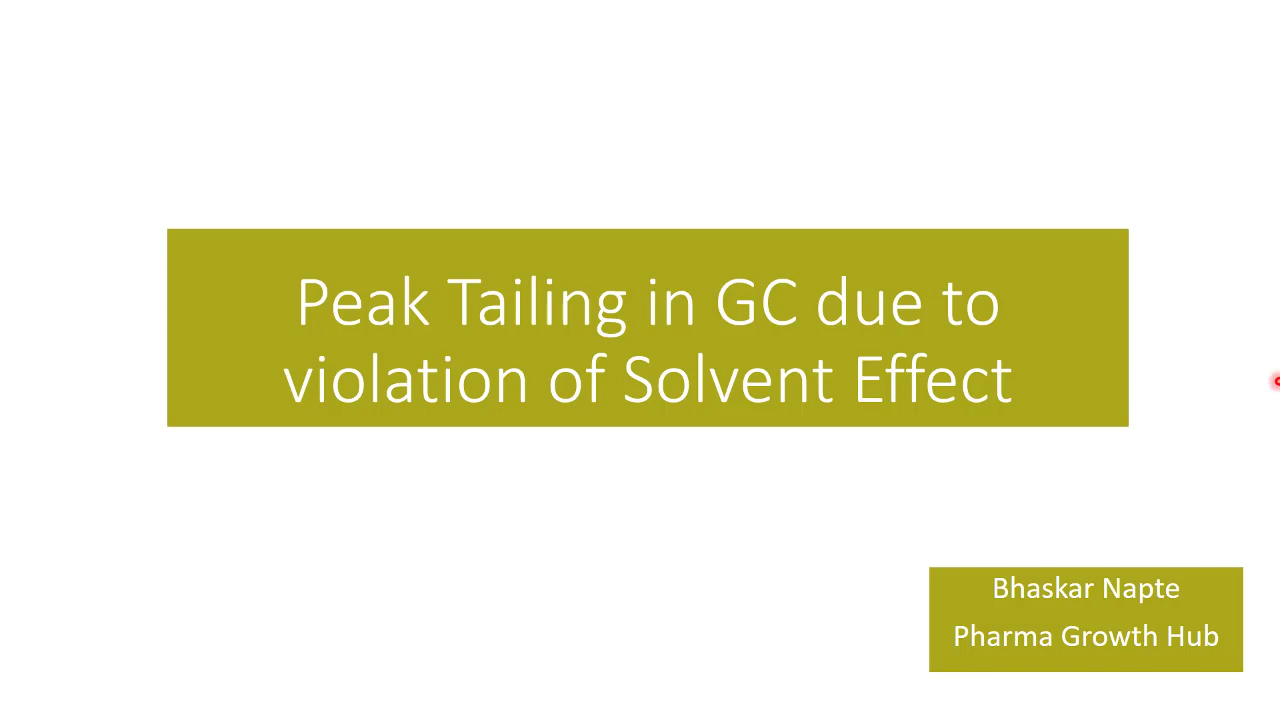 Peak Tailing in GC due to
violation of Solvent Effect
Bhaskar Napte
Pharma Growth Hub